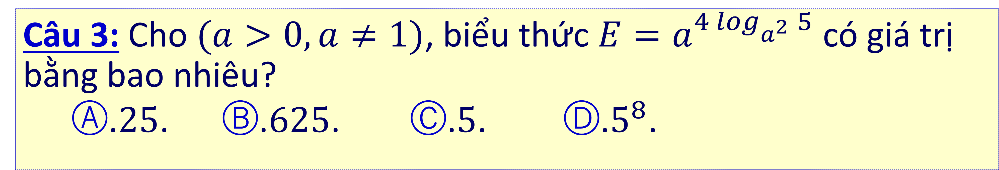 Câu 3: Cho (a > 0, a ≠ 1), biểu thức E = a^{4 log_{a^2} 5} có giá trị
bằng bao nhiêu?
Ⓐ.25. Ⓑ.625. Ⓒ.5. Ⓓ.5^8.